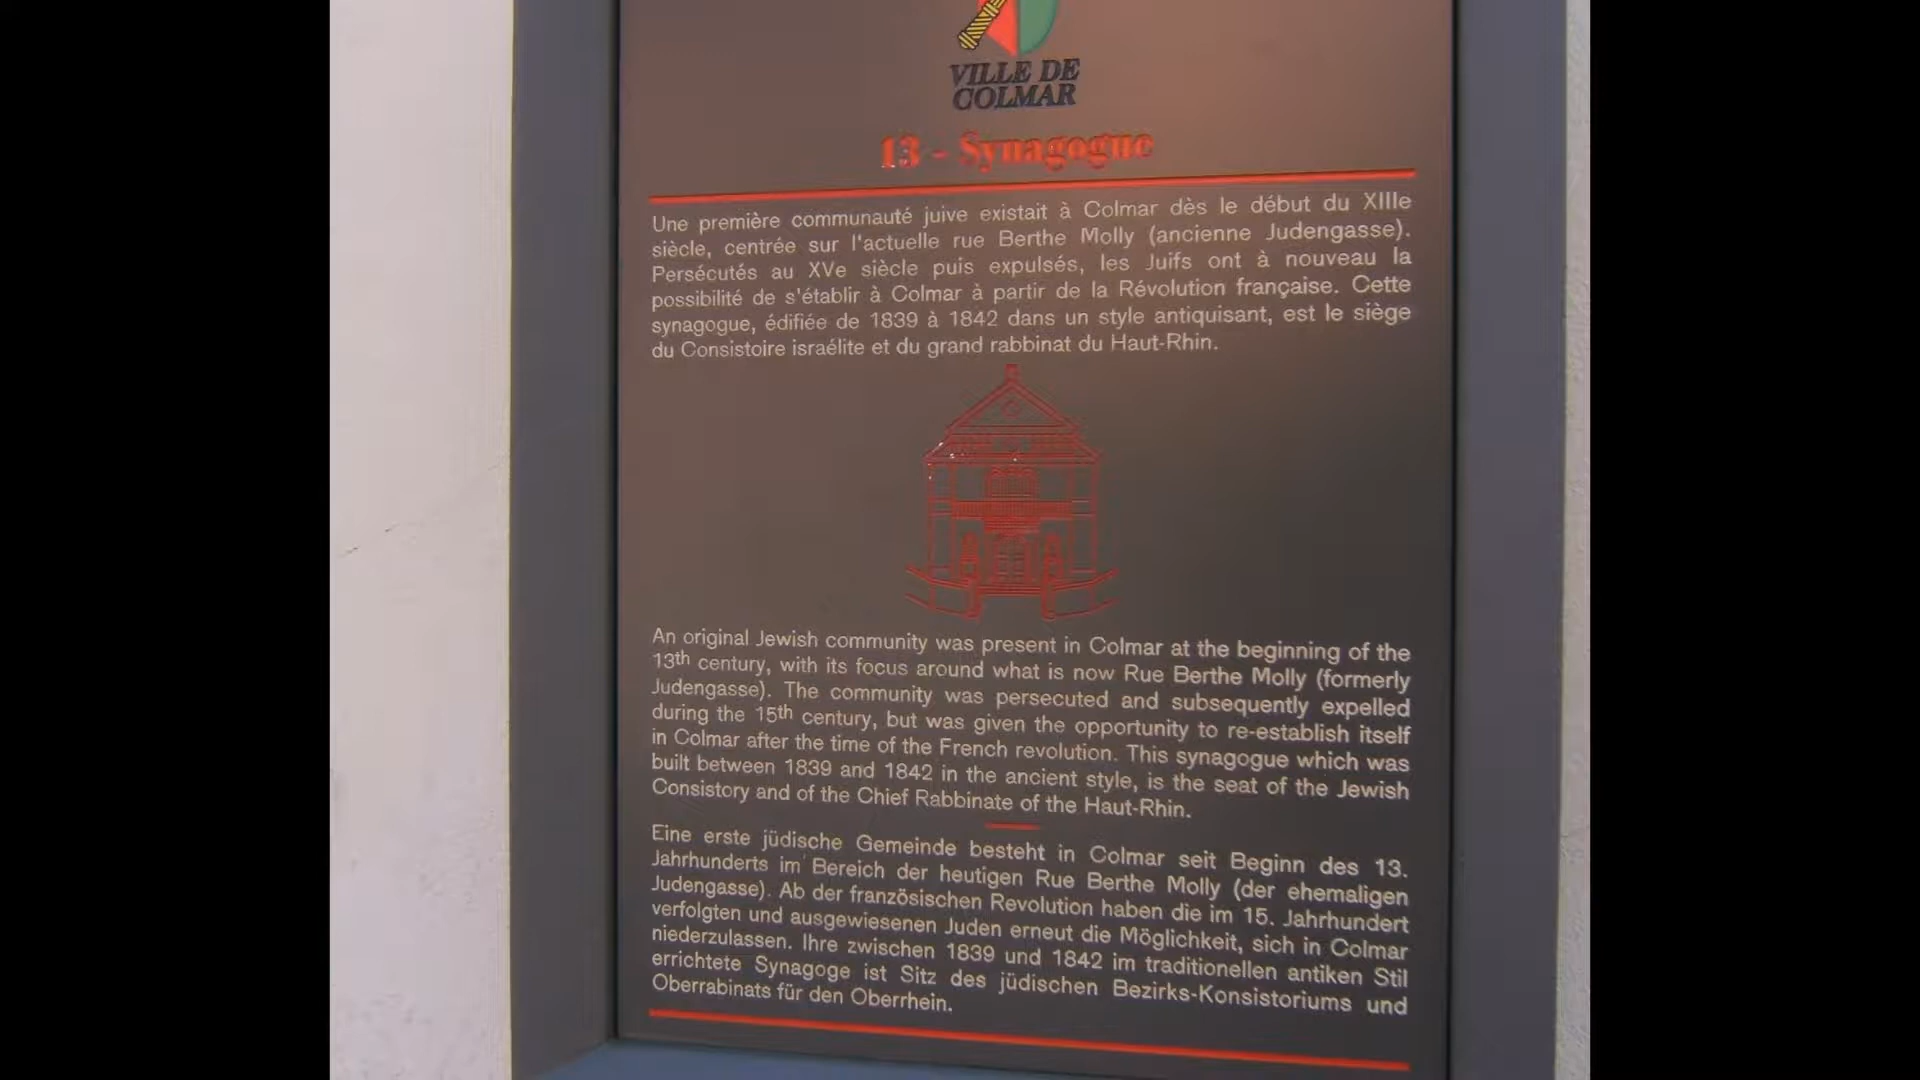 VILLE DE
COLMAR
13 - Synagogue
Une première communauté juive existait à Colmar dès le début du XIIIe
siècle, centrée sur l'actuelle rue Berthe Molly (ancienne Judengasse).
Persécutés au XVe siècle puis expulsés, les Juifs ont à nouveau la
possibilité de s'établir à Colmar à partir de la Révolution française. Cette
synagogue, édifiée de 1839 à 1842 dans un style antiquisant, est le siège
du Consistoire israélite et du grand rabbinat du Haut-Rhin.
An original Jewish community was present in Colmar at the beginning of the
13th century, with its focus around what is now Rue Berthe Molly (formerly
Judengasse). The community was persecuted and subsequently expelled
during the 15th century, but was given the opportunity to re-establish itself
in Colmar after the time of the French revolution. This synagogue which was
built between 1839 and 1842 in the ancient style, is the seat of the Jewish
Consistory and of the Chief Rabbinate of the Haut-Rhin.
Eine erste jüdische Gemeinde besteht in Colmar seit Beginn des 13.
Jahrhunderts im Bereich der heutigen Rue Berthe Molly (der ehemaligen
Judengasse). Ab der französischen Revolution haben die im 15. Jahrhundert
verfolgten und ausgewiesenen Juden erneut die Möglichkeit, sich in Colmar
niederzulassen. Ihre zwischen 1839 und 1842 im traditionellen antiken Stil
errichtete Synagoge ist Sitz des jüdischen Bezirks-Konsistoriums und
Oberrabinats für den Oberrhein.